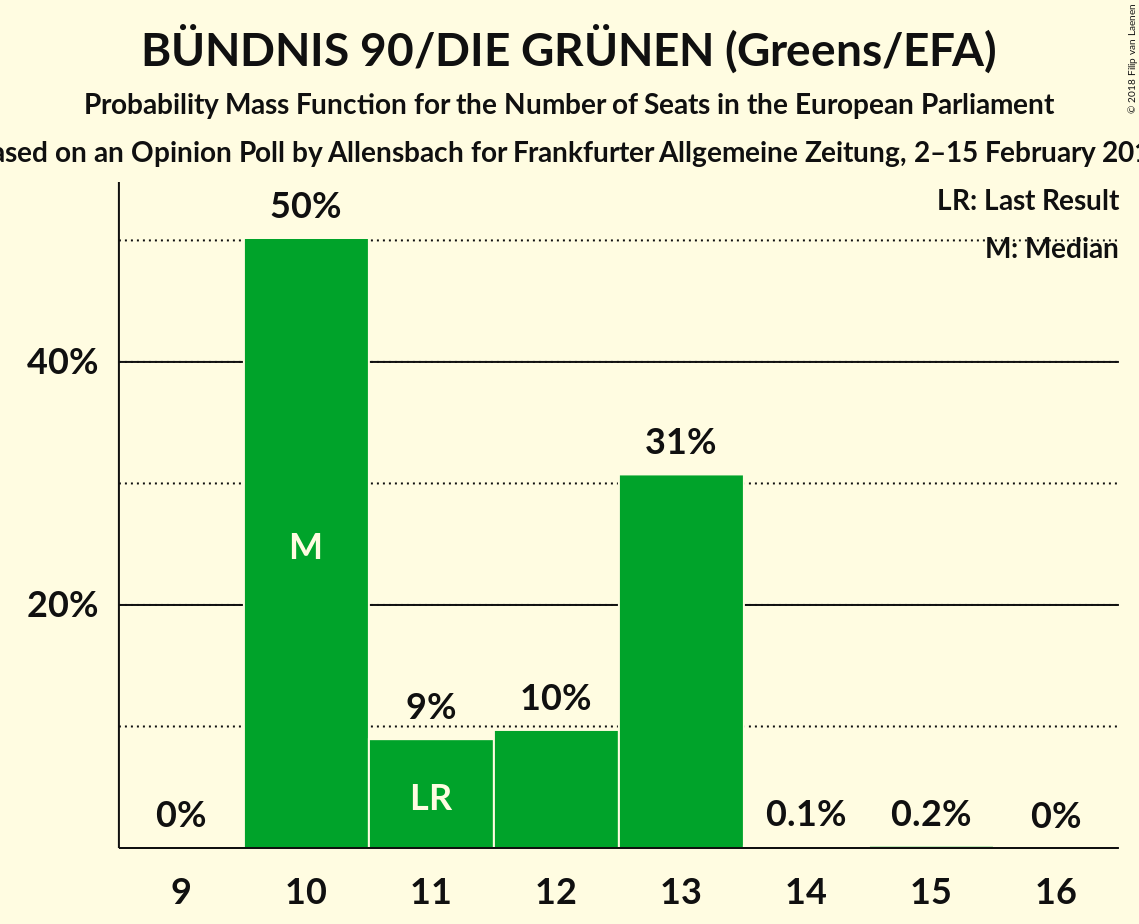 BÜNDNIS 90/DIE GRÜNEN (Greens/EFA)
Probability Mass Function for the Number of Seats in the European Parliament
ased on an Opinion Poll by Allensbach for Frankfurter Allgemeine Zeitung, 2–15 February 201
© 2018 Filip van Laenen
LR: Last Result
M: Median
50%
40%
31%
M
20%
9%
10%
LR
0%
0.1%
0.2%
0%
9
10
11
12
13
14
15
16